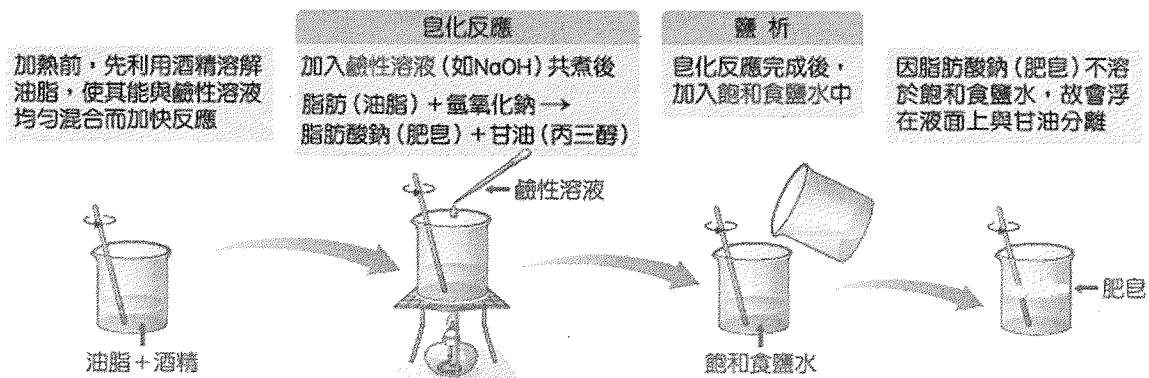 加熱前，先利用酒精溶解
油脂，使其能與鹼性溶液
均勻混合而加快反應
皂化反應
加入鹼性溶液(如NaOH)共煮後
脂肪(油脂)＋氫氧化鈉→
脂肪酸鈉(肥皂)＋甘油(丙三醇)
鹽析
皂化反應完成後，
加入飽和食鹽水中
因脂肪酸鈉(肥皂)不溶
於飽和食鹽水，故會浮
在液面上與甘油分離
鹼性溶液
油脂＋酒精
飽和食鹽水
肥皂